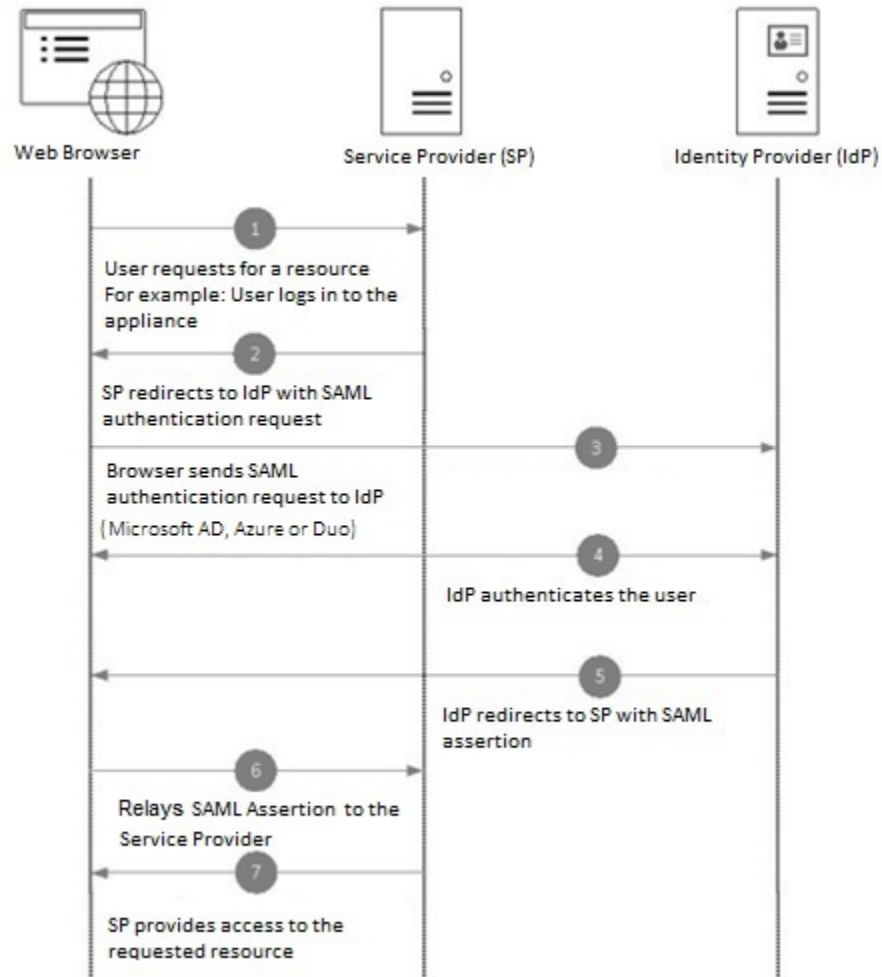 Web Browser
Service Provider (SP)
Identity Provider (IdP)
1
User requests for a resource
For example: User logs in to the
appliance
2
SP redirects to IdP with SAML
authentication request
3
Browser sends SAML
authentication request to IdP
(Microsoft AD, Azure or Duo)
4
IdP authenticates the user
5
IdP redirects to SP with SAML
assertion
6
Relays SAML Assertion to the
Service Provider
7
SP provides access to the
requested resource